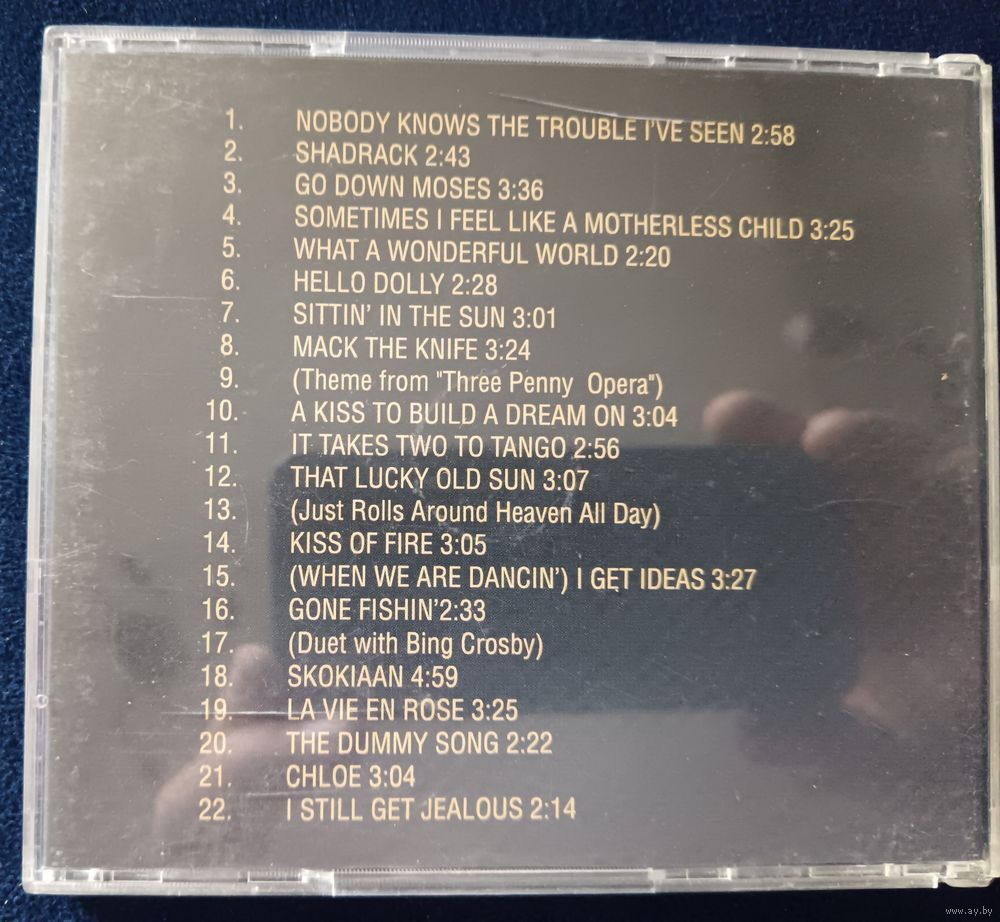 1. NOBODY KNOWS THE TROUBLE I'VE SEEN 2:58
2. SHADRACK 2:43
3. GO DOWN MOSES 3:36
4. SOMETIMES I FEEL LIKE A MOTHERLESS CHILD 3:25
5. WHAT A WONDERFUL WORLD 2:20
6. HELLO DOLLY 2:28
7. SITTIN' IN THE SUN 3:01
8. MACK THE KNIFE 3:24
9. (Theme from "Three Penny Opera")
10. A KISS TO BUILD A DREAM ON 3:04
11. IT TAKES TWO TO TANGO 2:56
12. THAT LUCKY OLD SUN 3:07
13. (Just Rolls Around Heaven All Day)
14. KISS OF FIRE 3:05
15. (WHEN WE ARE DANCIN') I GET IDEAS 3:27
16. GONE FISHIN'2:33
17. (Duet with Bing Crosby)
18. SKOKIAAN 4:59
19. LA VIE EN ROSE 3:25
20. THE DUMMY SONG 2:22
21. CHLOE 3:04
22. I STILL GET JEALOUS 2:14
www.ay.by